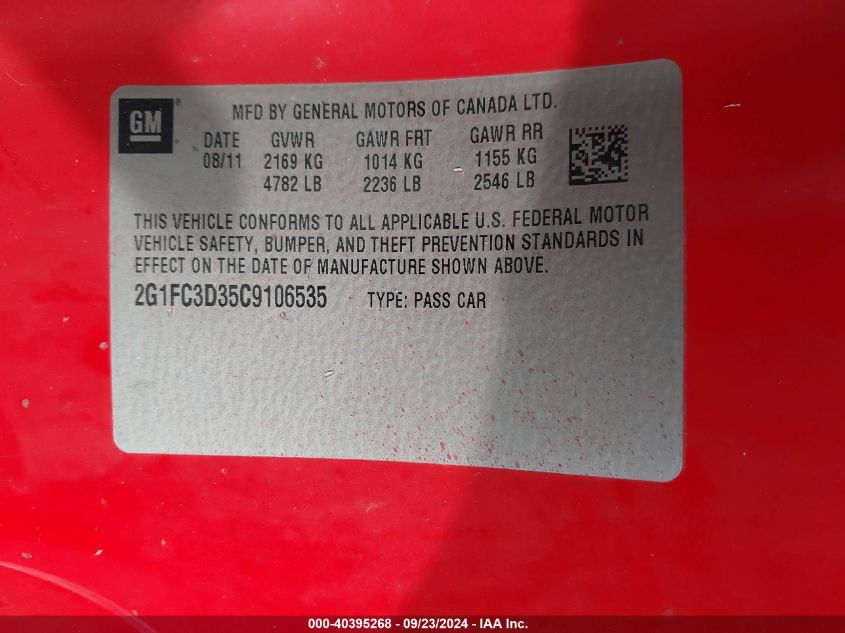 GM®
MFD BY GENERAL MOTORS OF CANADA LTD.
DATE GVWR GAWR FRT GAWR RR
08/11 2169 KG 1014 KG 1155 KG
4782 LB 2236 LB 2546 LB
THIS VEHICLE CONFORMS TO ALL APPLICABLE U.S. FEDERAL MOTOR
VEHICLE SAFETY, BUMPER, AND THEFT PREVENTION STANDARDS IN
EFFECT ON THE DATE OF MANUFACTURE SHOWN ABOVE.
2G1FC3D35C9106535 TYPE: PASS CAR
000-40395268 - 09/23/2024 - IAA Inc.